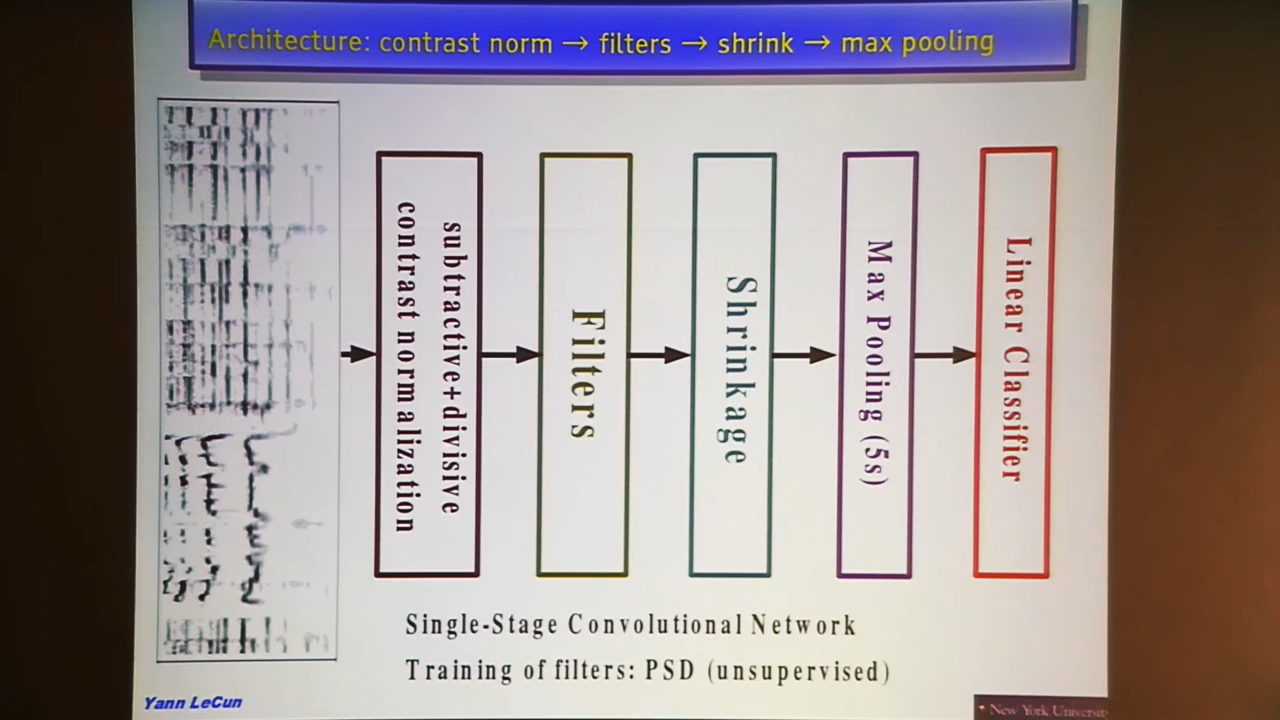 Architecture: contrast norm → filters → shrink → max pooling
subtractive+divisive
contrast normalization
Filters
Shrinkage
Max Pooling (5s)
Linear Classifier
Single-Stage Convolutional Network
Training of filters: PSD (unsupervised)
Yann LeCun
New York University